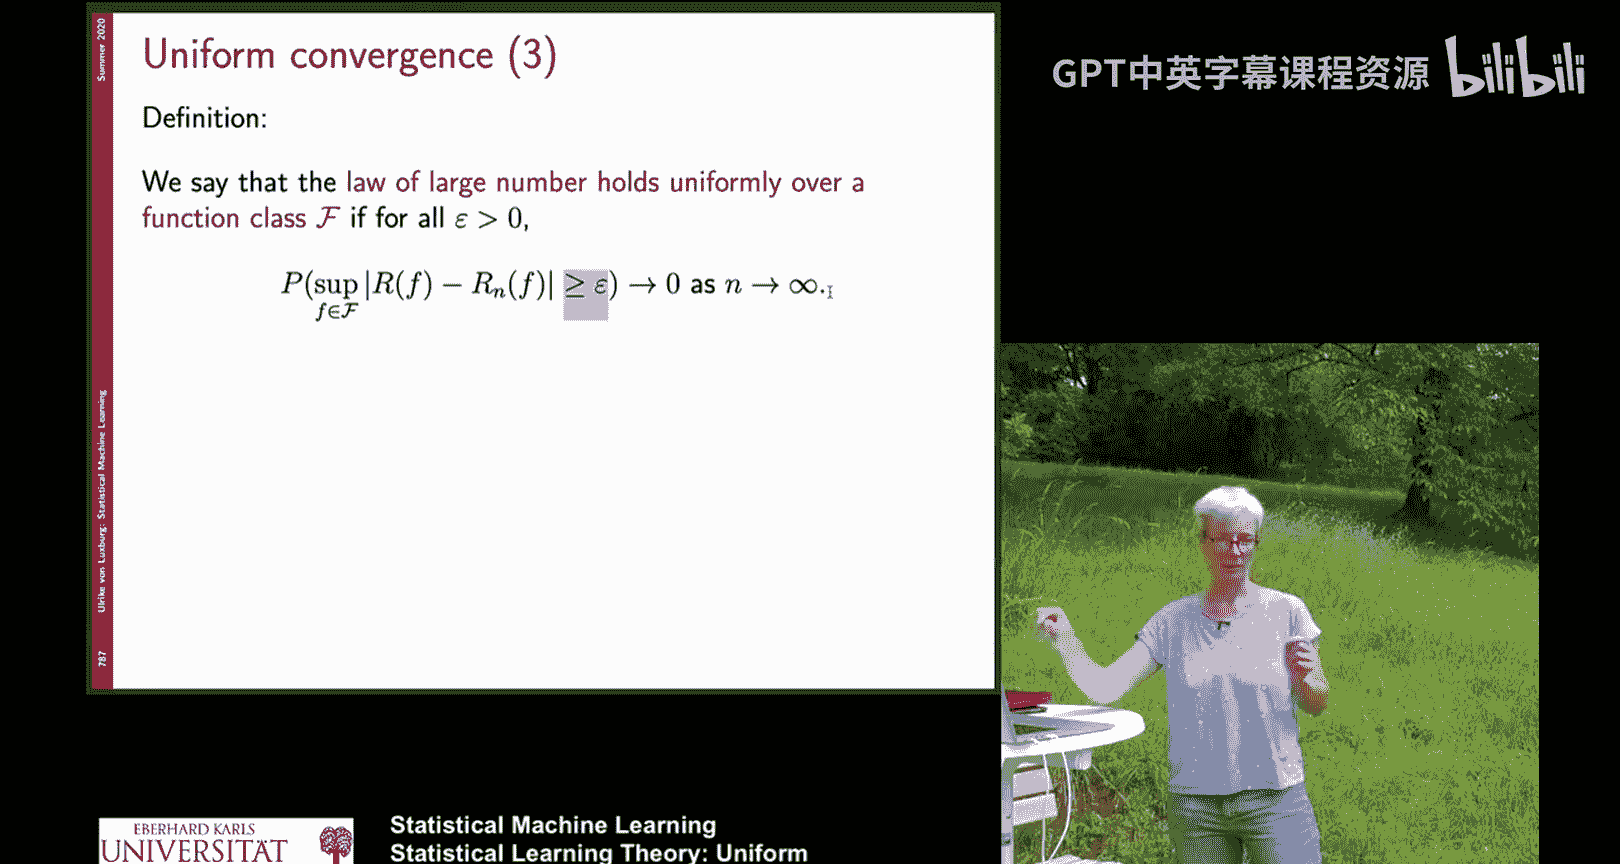 Summer 2020
Uniform convergence (3)
Definition:
We say that the law of large number holds uniformly over a
function class F if for all ε > 0,
P(sup |R(f) − Rn(f)| ≥ ε) → 0 as n → ∞.
f∈F
Ulrike von Luxburg: Statistical Machine Learning
787
GPT中英字幕课程资源 bilibili
EBERHARD KARLS
UNIVERSITÄT
Statistical Machine Learning
Statistical Learning Theory: Uniform